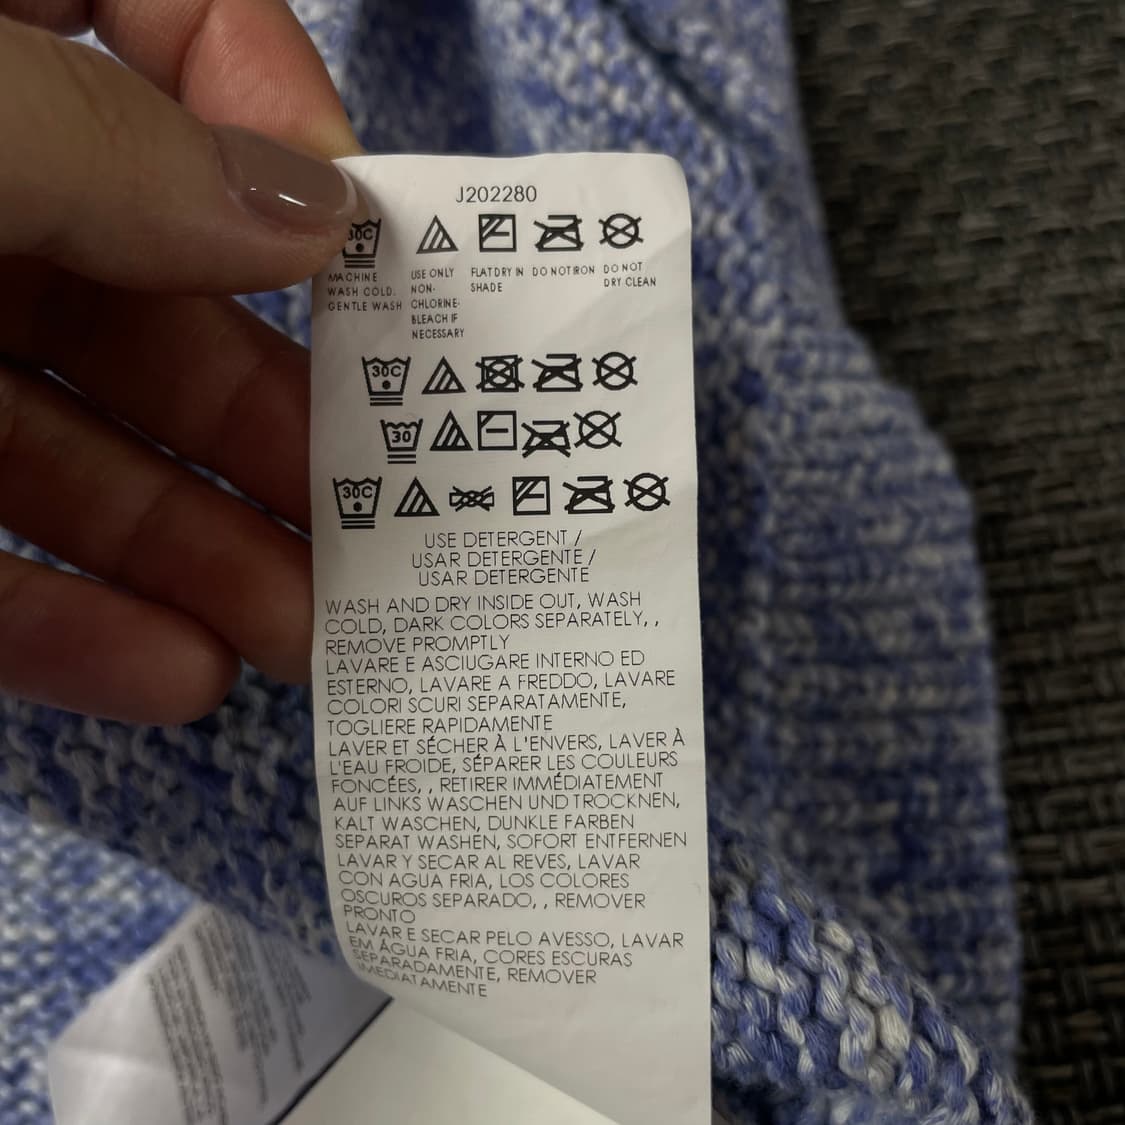 J202280
30C
MACHINE WASH COLD. GENTLE WASH
USE ONLY NON-CHLORINE-BLEACH IF NECESSARY
FLAT DRY IN SHADE
DO NOT IRON
DO NOT DRY CLEAN
30C
30
30C
USE DETERGENT /
USAR DETERGENTE /
USAR DETERGENTE
WASH AND DRY INSIDE OUT, WASH
COLD, DARK COLORS SEPARATELY, ,
REMOVE PROMPTLY
LAVARE E ASCIUGARE INTERNO ED
ESTERNO, LAVARE A FREDDO, LAVARE
COLORI SCURI SEPARATAMENTE,
TOGLIERE RAPIDAMENTE
LAVER ET SÉCHER À L'ENVERS, LAVER À
L'EAU FROIDE, SÉPARER LES COULEURS
FONCÉES, , RETIRER IMMÉDIATEMENT
AUF LINKS WASCHEN UND TROCKNEN,
KALT WASCHEN, DUNKLE FARBEN
SEPARAT WASHEN, SOFORT ENTFERNEN
LAVAR Y SECAR AL REVES, LAVAR
CON AGUA FRIA, LOS COLORES
OSCUROS SEPARADO, , REMOVER
PRONTO
LAVAR E SECAR PELO AVESSO, LAVAR
EM ÁGUA FRIA, CORES ESCURAS
SEPARADAMENTE, REMOVER
IMEDIATAMENTE